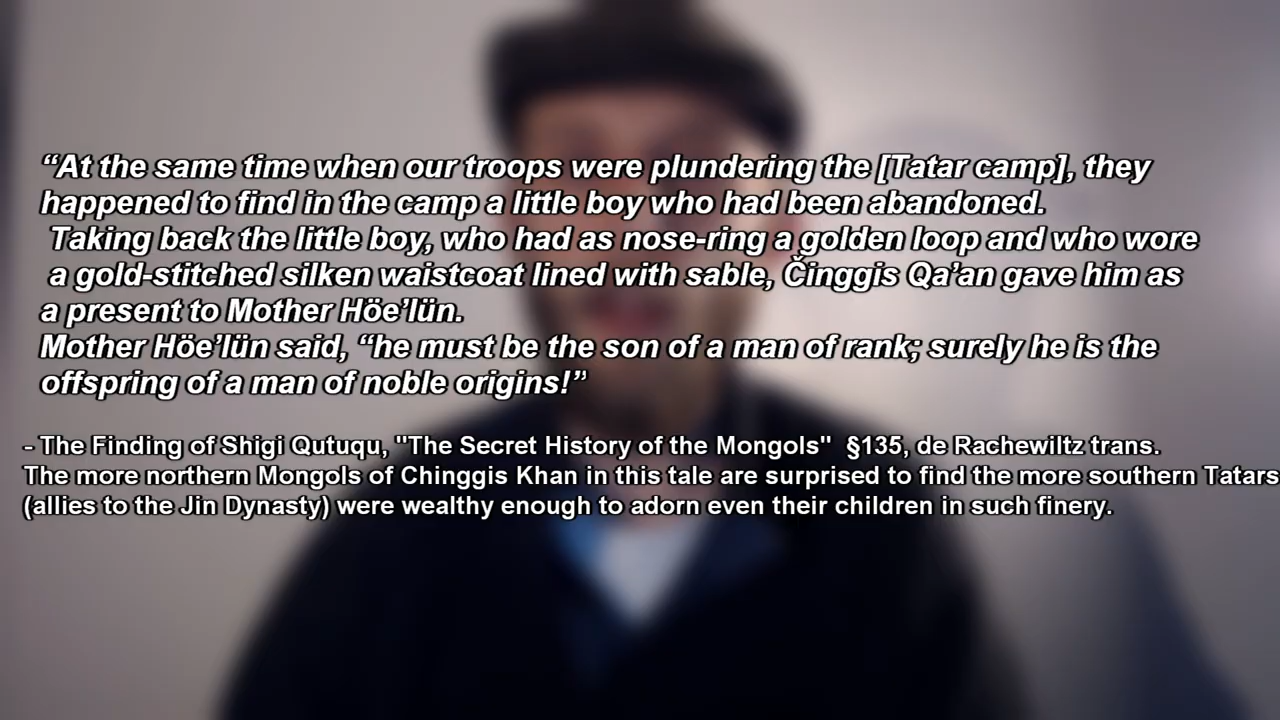 “At the same time when our troops were plundering the [Tatar camp], they
happened to find in the camp a little boy who had been abandoned.
Taking back the little boy, who had as nose-ring a golden loop and who wore
a gold-stitched silken waistcoat lined with sable, Činggis Qa’an gave him as
a present to Mother Höe’lün.
Mother Höe’lün said, “he must be the son of a man of rank; surely he is the
offspring of a man of noble origins!”
- The Finding of Shigi Qutuqu, "The Secret History of the Mongols" §135, de Rachewiltz trans.
The more northern Mongols of Chinggis Khan in this tale are surprised to find the more southern Tatars
(allies to the Jin Dynasty) were wealthy enough to adorn even their children in such finery.